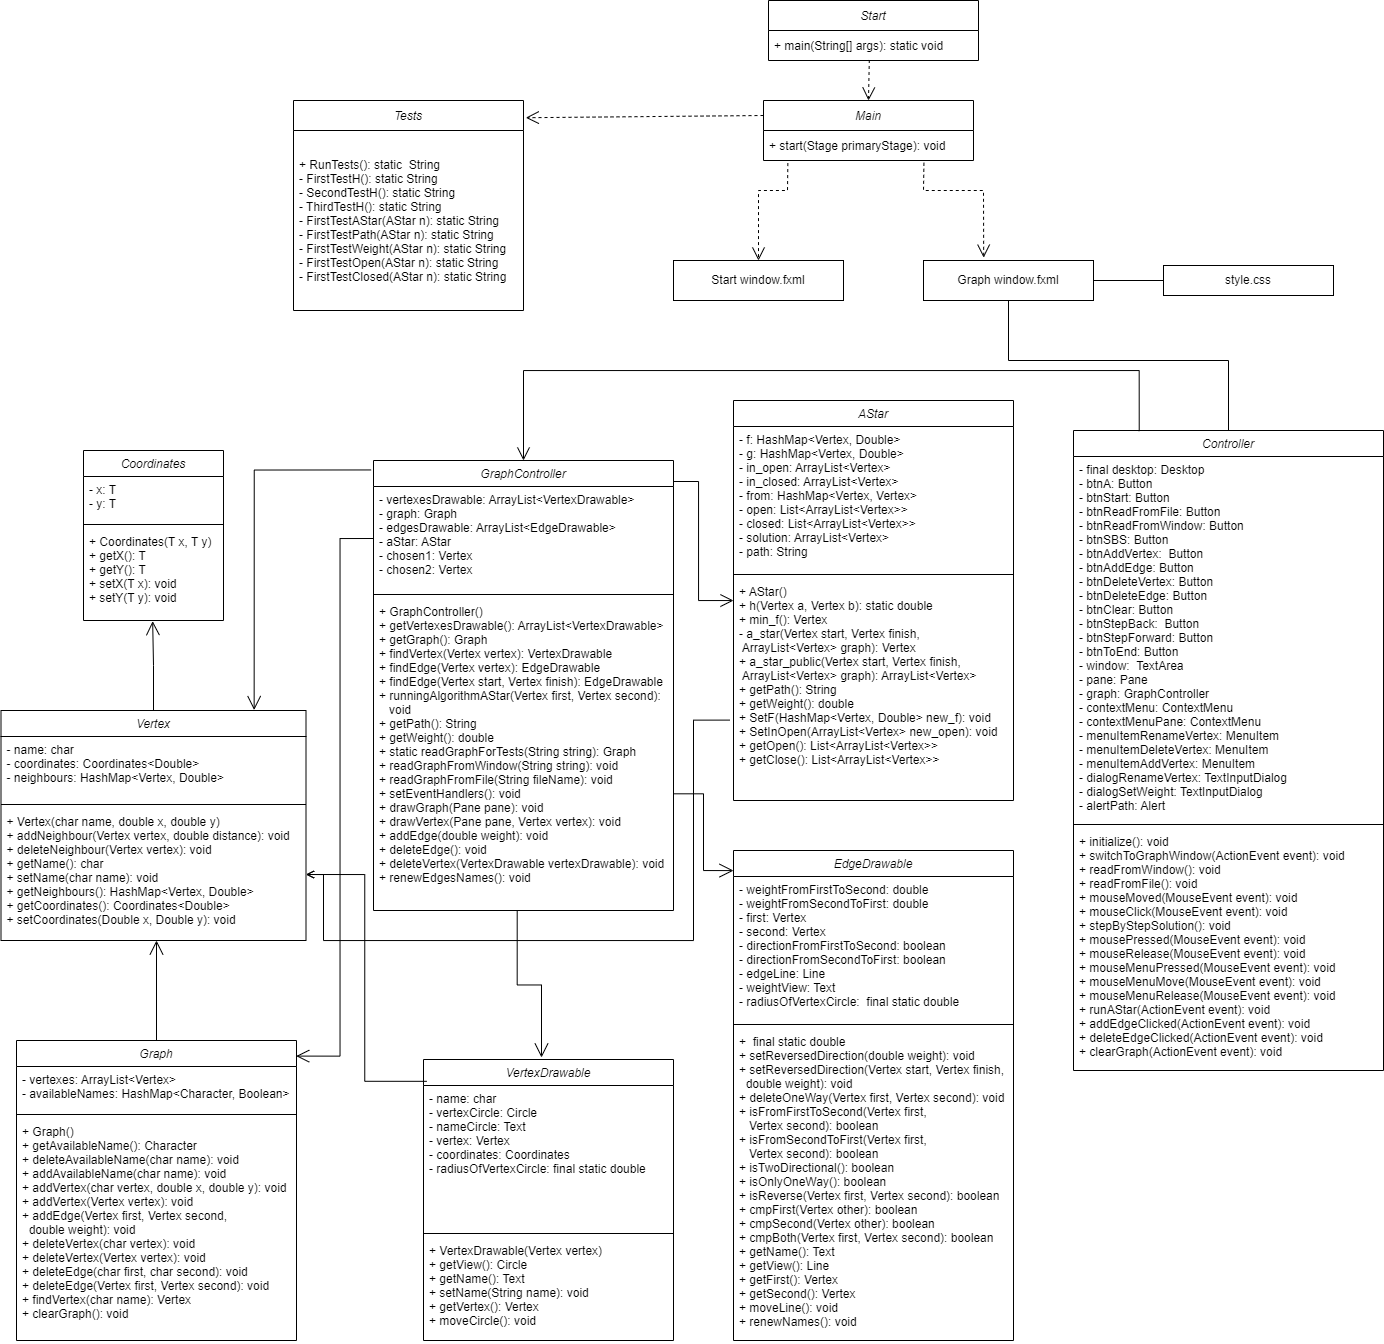 Start
+ main(String[] args): static void
Main
+ start(Stage primaryStage): void
Tests
+ RunTests(): static  String
- FirstTestH(): static String
- SecondTestH(): static String
- ThirdTestH(): static String
- FirstTestAStar(AStar n): static String
- FirstTestPath(AStar n): static String
- FirstTestWeight(AStar n): static String
- FirstTestOpen(AStar n): static String
- FirstTestClosed(AStar n): static String
Start window.fxml
Graph window.fxml
style.css
Coordinates
- x: T
- y: T
+ Coordinates(T x, T y)
+ getX(): T
+ getY(): T
+ setX(T x): void
+ setY(T y): void
GraphController
- vertexesDrawable: ArrayList<VertexDrawable>
- graph: Graph
- edgesDrawable: ArrayList<EdgeDrawable>
- aStar: AStar
- chosen1: Vertex
- chosen2: Vertex
+ GraphController()
+ getVertexesDrawable(): ArrayList<VertexDrawable>
+ getGraph(): Graph
+ findVertex(Vertex vertex): VertexDrawable
+ findEdge(Vertex vertex): EdgeDrawable
+ findEdge(Vertex start, Vertex finish): EdgeDrawable
+ runningAlgorithmAStar(Vertex first, Vertex second):
void
+ getPath(): String
+ getWeight(): double
+ static readGraphForTests(String string): Graph
+ readGraphFromWindow(String string): void
+ readGraphFromFile(String fileName): void
+ setEventHandlers(): void
+ drawGraph(Pane pane): void
+ drawVertex(Pane pane, Vertex vertex): void
+ addEdge(double weight): void
+ deleteEdge(): void
+ deleteVertex(VertexDrawable vertexDrawable): void
+ renewEdgesNames(): void
AStar
- f: HashMap<Vertex, Double>
- g: HashMap<Vertex, Double>
- in_open: ArrayList<Vertex>
- in_closed: ArrayList<Vertex>
- from: HashMap<Vertex, Vertex>
- open: List<ArrayList<Vertex>>
- closed: List<ArrayList<Vertex>>
- solution: ArrayList<Vertex>
- path: String
+ AStar()
+ h(Vertex a, Vertex b): static double
+ min_f(): Vertex
- a_star(Vertex start, Vertex finish,
ArrayList<Vertex> graph): Vertex
+ a_star_public(Vertex start, Vertex finish,
ArrayList<Vertex> graph): ArrayList<Vertex>
+ getPath(): String
+ getWeight(): double
+ SetF(HashMap<Vertex, Double> new_f): void
+ SetInOpen(ArrayList<Vertex> new_open): void
+ getOpen(): List<ArrayList<Vertex>>
+ getClose(): List<ArrayList<Vertex>>
Controller
- final desktop: Desktop
- btnA: Button
- btnStart: Button
- btnReadFromFile: Button
- btnReadFromWindow: Button
- btnSBS: Button
- btnAddVertex:  Button
- btnAddEdge: Button
- btnDeleteVertex: Button
- btnDeleteEdge: Button
- btnClear: Button
- btnStepBack:  Button
- btnStepForward: Button
- btnToEnd: Button
- window:  TextArea
- pane: Pane
- graph: GraphController
- contextMenu: ContextMenu
- contextMenuPane: ContextMenu
- menuItemRenameVertex: MenuItem
- menuItemDeleteVertex: MenuItem
- menuItemAddVertex: MenuItem
- dialogRenameVertex: TextInputDialog
- dialogSetWeight: TextInputDialog
- alertPath: Alert
+ initialize(): void
+ switchToGraphWindow(ActionEvent event): void
+ readFromWindow(): void
+ readFromFile(): void
+ mouseMoved(MouseEvent event): void
+ mouseClick(MouseEvent event): void
+ stepByStepSolution(): void
+ mousePressed(MouseEvent event): void
+ mouseRelease(MouseEvent event): void
+ mouseMenuPressed(MouseEvent event): void
+ mouseMenuMove(MouseEvent event): void
+ mouseMenuRelease(MouseEvent event): void
+ runAStar(ActionEvent event): void
+ addEdgeClicked(ActionEvent event): void
+ deleteEdgeClicked(ActionEvent event): void
+ clearGraph(ActionEvent event): void
Vertex
- name: char
- coordinates: Coordinates<Double>
- neighbours: HashMap<Vertex, Double>
+ Vertex(char name, double x, double y)
+ addNeighbour(Vertex vertex, double distance): void
+ deleteNeighbour(Vertex vertex): void
+ getName(): char
+ setName(char name): void
+ getNeighbours(): HashMap<Vertex, Double>
+ getCoordinates(): Coordinates<Double>
+ setCoordinates(Double x, Double y): void
EdgeDrawable
- weightFromFirstToSecond: double
- weightFromSecondToFirst: double
- first: Vertex
- second: Vertex
- directionFromFirstToSecond: boolean
- directionFromSecondToFirst: boolean
- edgeLine: Line
- weightView: Text
- radiusOfVertexCircle:  final static double
+  final static double
+ setReversedDirection(double weight): void
+ setReversedDirection(Vertex start, Vertex finish,
double weight): void
+ deleteOneWay(Vertex first, Vertex second): void
+ isFromFirstToSecond(Vertex first,
Vertex second): boolean
+ isFromSecondToFirst(Vertex first,
Vertex second): boolean
+ isTwoDirectional(): boolean
+ isOnlyOneWay(): boolean
+ isReverse(Vertex first, Vertex second): boolean
+ cmpFirst(Vertex other): boolean
+ cmpSecond(Vertex other): boolean
+ cmpBoth(Vertex first, Vertex second): boolean
+ getName(): Text
+ getView(): Line
+ getFirst(): Vertex
+ getSecond(): Vertex
+ moveLine(): void
+ renewNames(): void
Graph
- vertexes: ArrayList<Vertex>
- availableNames: HashMap<Character, Boolean>
+ Graph()
+ getAvailableName(): Character
+ deleteAvailableName(char name): void
+ addAvailableName(char name): void
+ addVertex(char vertex, double x, double y): void
+ addVertex(Vertex vertex): void
+ addEdge(Vertex first, Vertex second,
double weight): void
+ deleteVertex(char vertex): void
+ deleteVertex(Vertex vertex): void
+ deleteEdge(char first, char second): void
+ deleteEdge(Vertex first, Vertex second): void
+ findVertex(char name): Vertex
+ clearGraph(): void
VertexDrawable
- name: char
- vertexCircle: Circle
- nameCircle: Text
- vertex: Vertex
- coordinates: Coordinates
- radiusOfVertexCircle: final static double
+ VertexDrawable(Vertex vertex)
+ getView(): Circle
+ getName(): Text
+ setName(String name): void
+ getVertex(): Vertex
+ moveCircle(): void